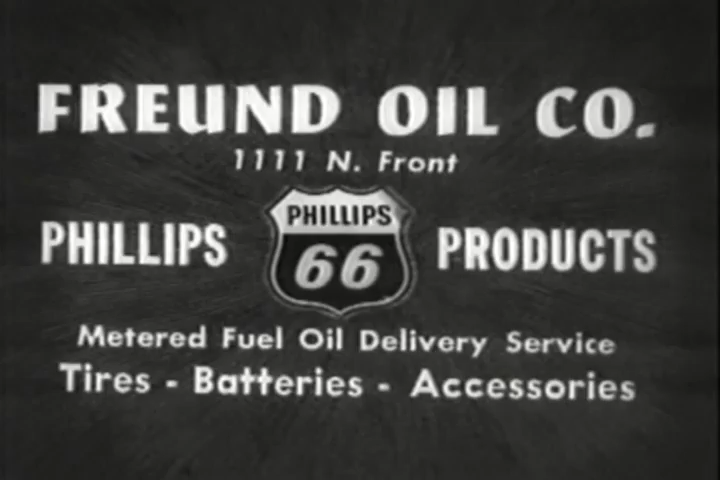 FREUND OIL CO.
1111 N. Front
PHILLIPS PHILLIPS 66 PRODUCTS
Metered Fuel Oil Delivery Service
Tires - Batteries - Accessories